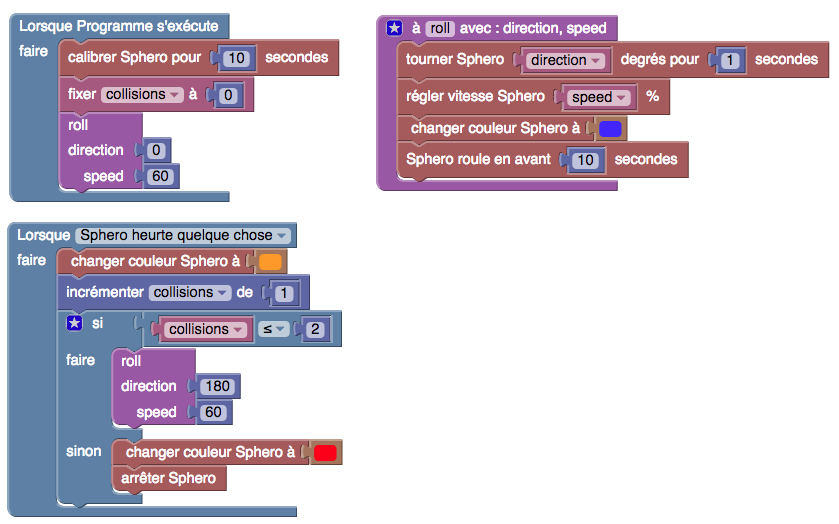 Lorsque Programme s'exécute
faire calibrer Sphero pour 10 secondes
fixer collisions à 0
roll
direction 0
speed 60
à roll avec : direction, speed
tourner Sphero direction degrés pour 1 secondes
régler vitesse Sphero speed %
changer couleur Sphero à
Sphero roule en avant 10 secondes
Lorsque Sphero heurte quelque chose
faire changer couleur Sphero à
incrémenter collisions de 1
si collisions ≤ 2
faire roll
direction 180
speed 60
sinon changer couleur Sphero à
arrêter Sphero